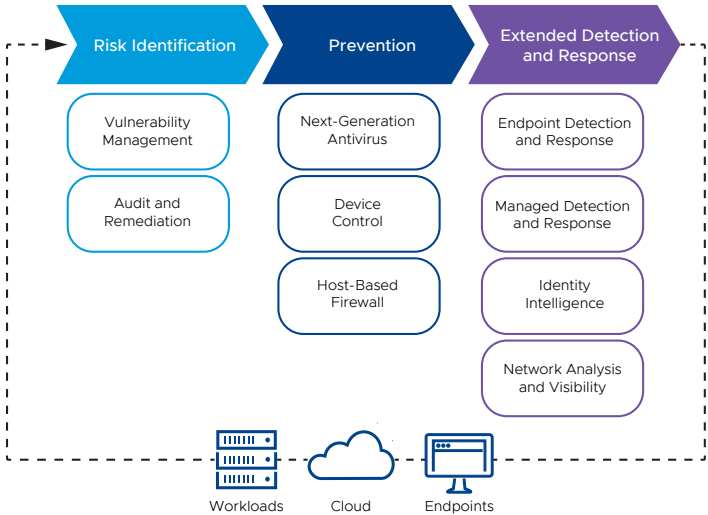 Risk Identification
Prevention
Extended Detection
and Response
Vulnerability
Management
Audit and
Remediation
Next-Generation
Antivirus
Device
Control
Host-Based
Firewall
Endpoint Detection
and Response
Managed Detection
and Response
Identity
Intelligence
Network Analysis
and Visibility
Workloads
Cloud
Endpoints